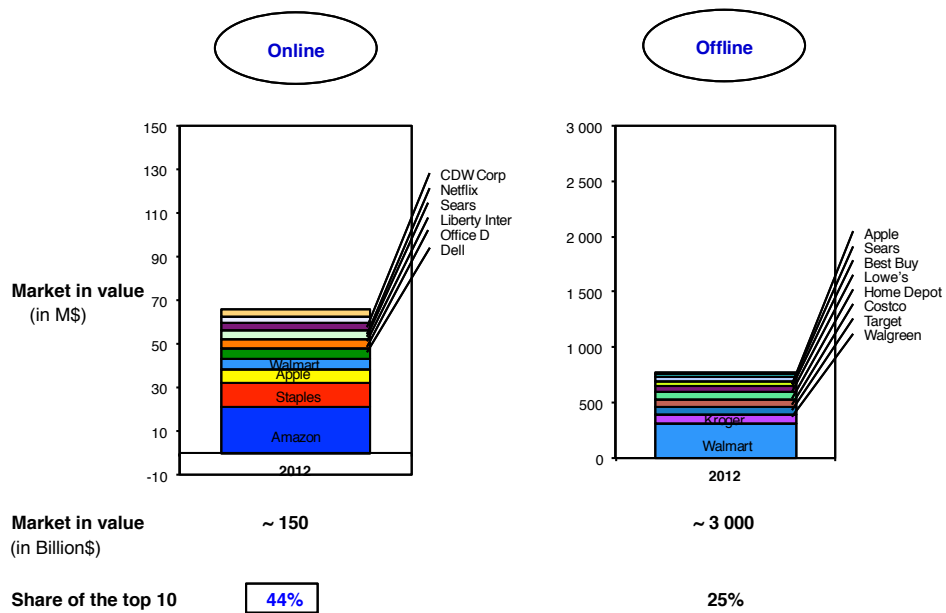 Online
Offline
150
130
110
90
70
50
30
10
-10
CDW Corp
Netflix
Sears
Liberty Inter
Office D
Dell
Walmart
Apple
Staples
Amazon
2012
Market in value
(in M$)
3 000
2 500
2 000
1 500
1 000
500
0
Apple
Sears
Best Buy
Lowe's
Home Depot
Costco
Target
Walgreen
Kroger
Walmart
2012
Market in value
(in Billion$)
~ 150
~ 3 000
Share of the top 10
44%
25%